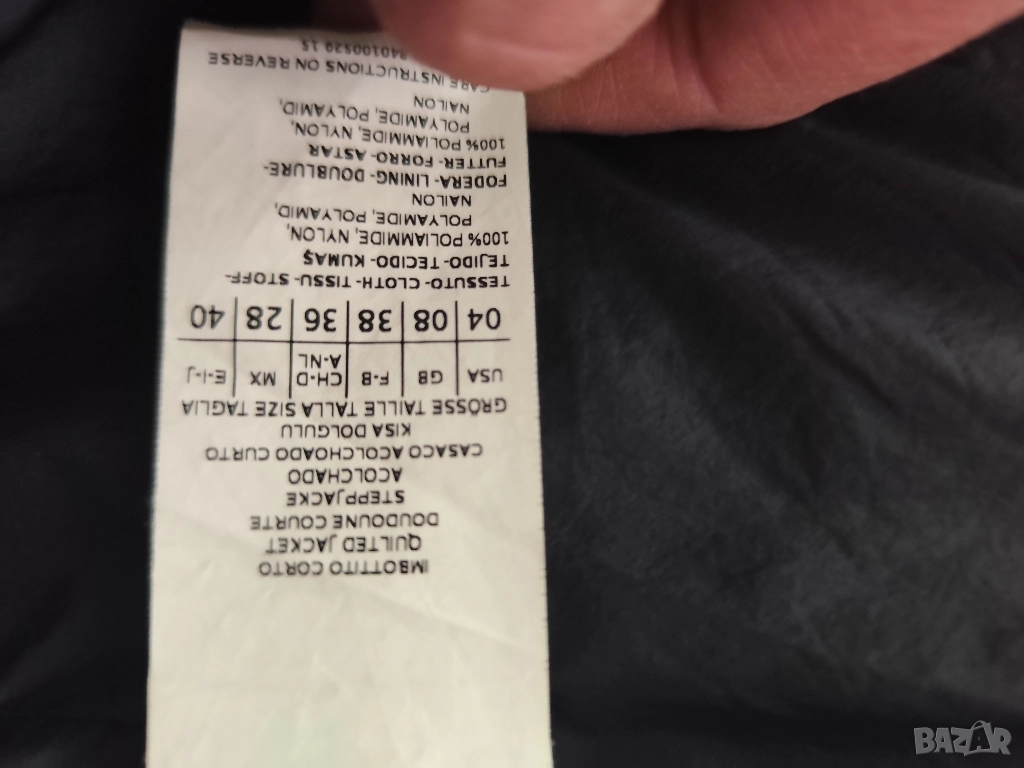 IMBOTTITO CORTO
QUILTED JACKET
DOUDOUNE COURTE
STEPPJACKE
ACOLCHADO
CASACO ACOLCHOADO CURTO
KISA DOLGULU
GRÖSSE TAILLE TALLA SIZE TAGLIA
USA GB F-B CH-D A-NL MX E-I-J
04 08 38 36 28 40
TESSUTO- CLOTH- TISSU- STOFF-
TEJIDO- TECIDO- KUMAŞ
100% POLIAMMIDE, NYLON,
POLYAMIDE, POLYAMID,
NAILON
FODERA- LINING- DOUBLURE-
FUTTER- FORRO- ASTAR
100% POLIAMMIDE, NYLON,
POLYAMIDE, POLYAMID,
NAILON
CARE INSTRUCTIONS ON REVERSE
BAZAR